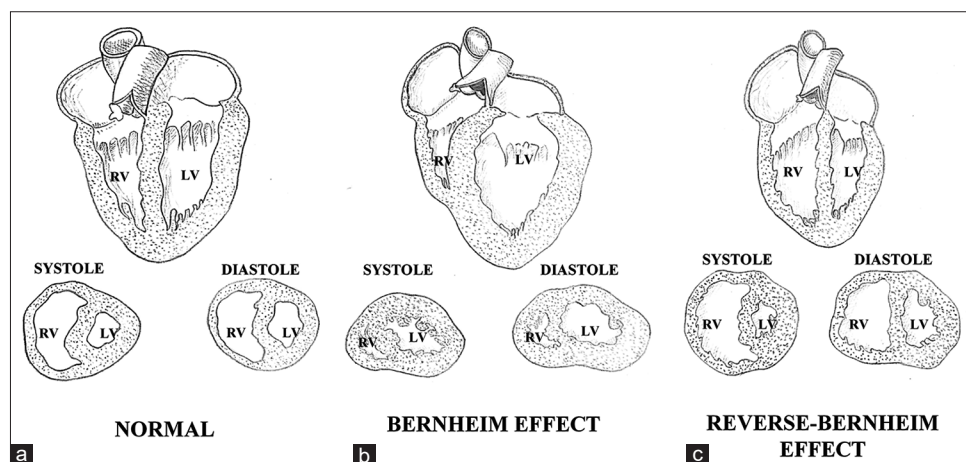 RV
LV
SYSTOLE
DIASTOLE
RV
LV
RV
LV
NORMAL
a
RV
LV
SYSTOLE
DIASTOLE
RV
LV
RV
LV
BERNHEIM EFFECT
b
RV
LV
SYSTOLE
DIASTOLE
RV
LV
RV
LV
REVERSE-BERNHEIM
EFFECT
c